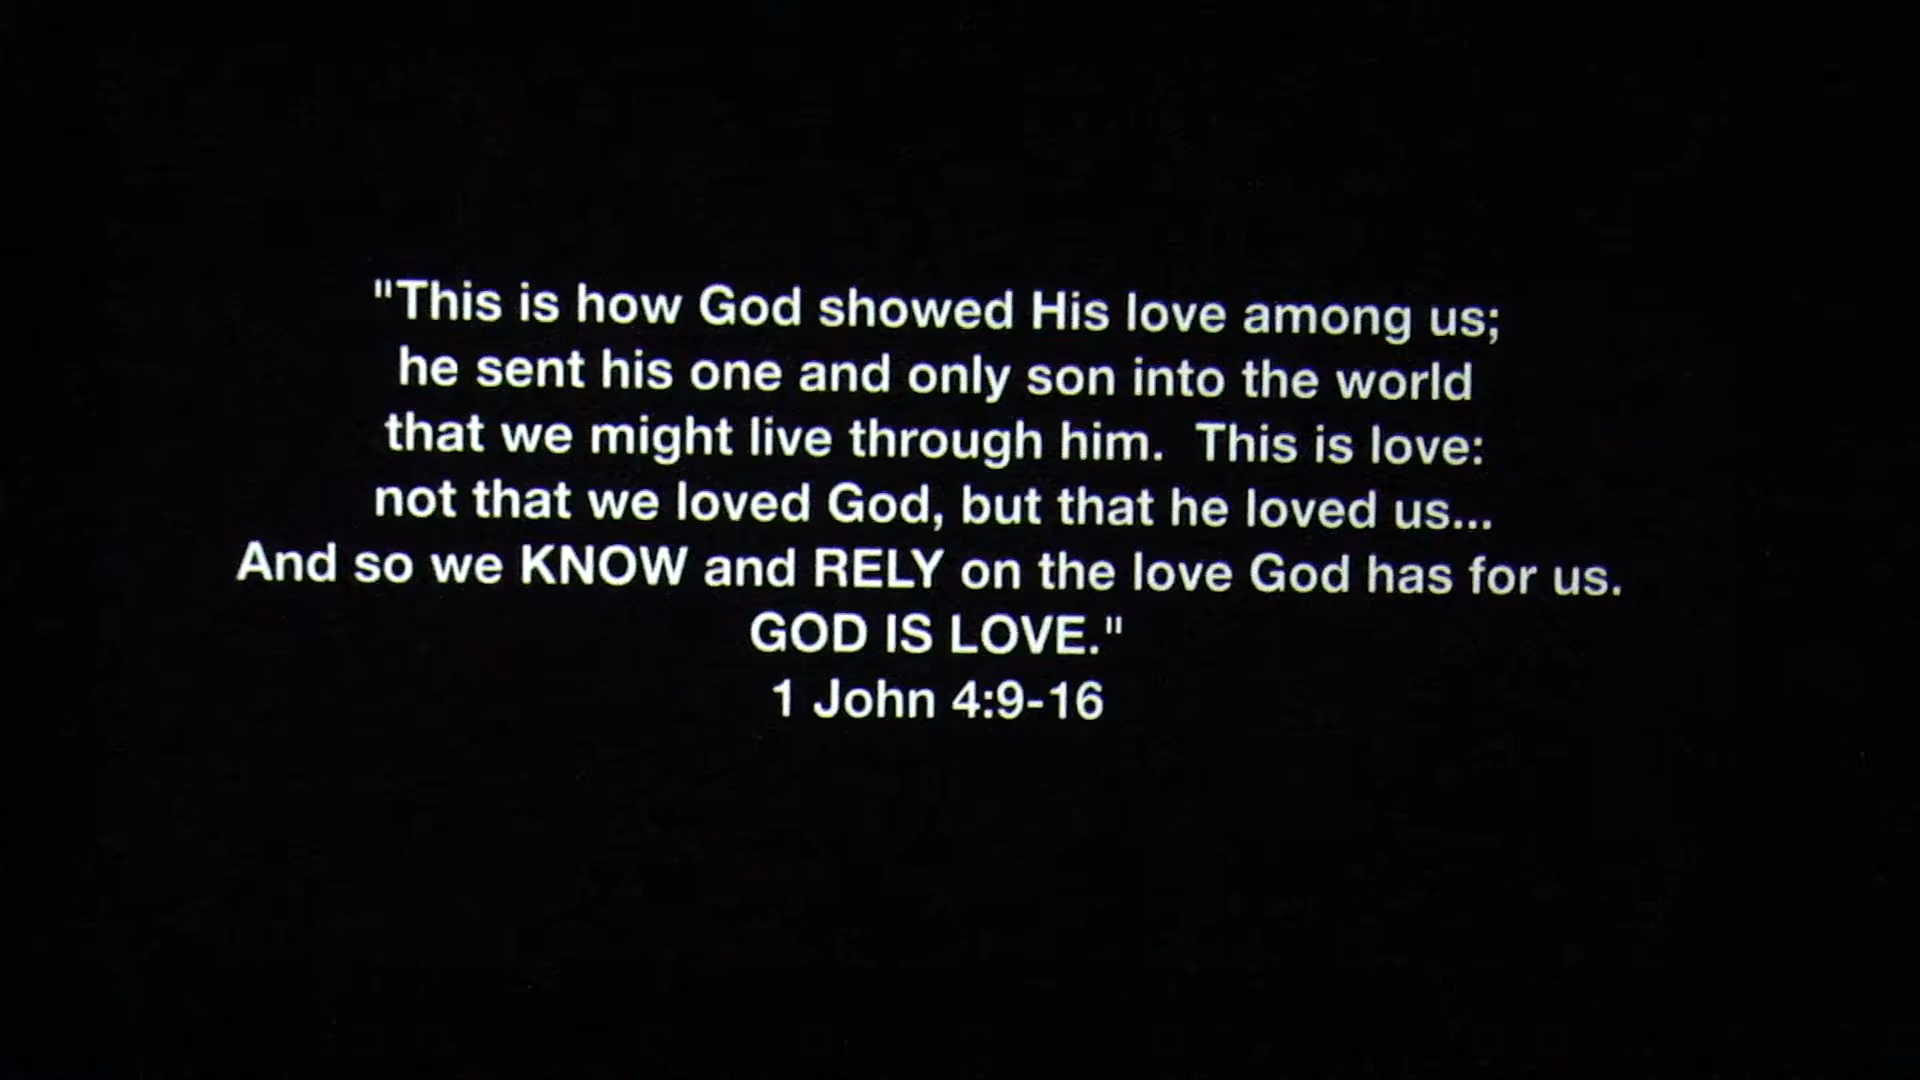 "This is how God showed His love among us;
he sent his one and only son into the world
that we might live through him.  This is love:
not that we loved God, but that he loved us...
And so we KNOW and RELY on the love God has for us.
GOD IS LOVE."
1 John 4:9-16